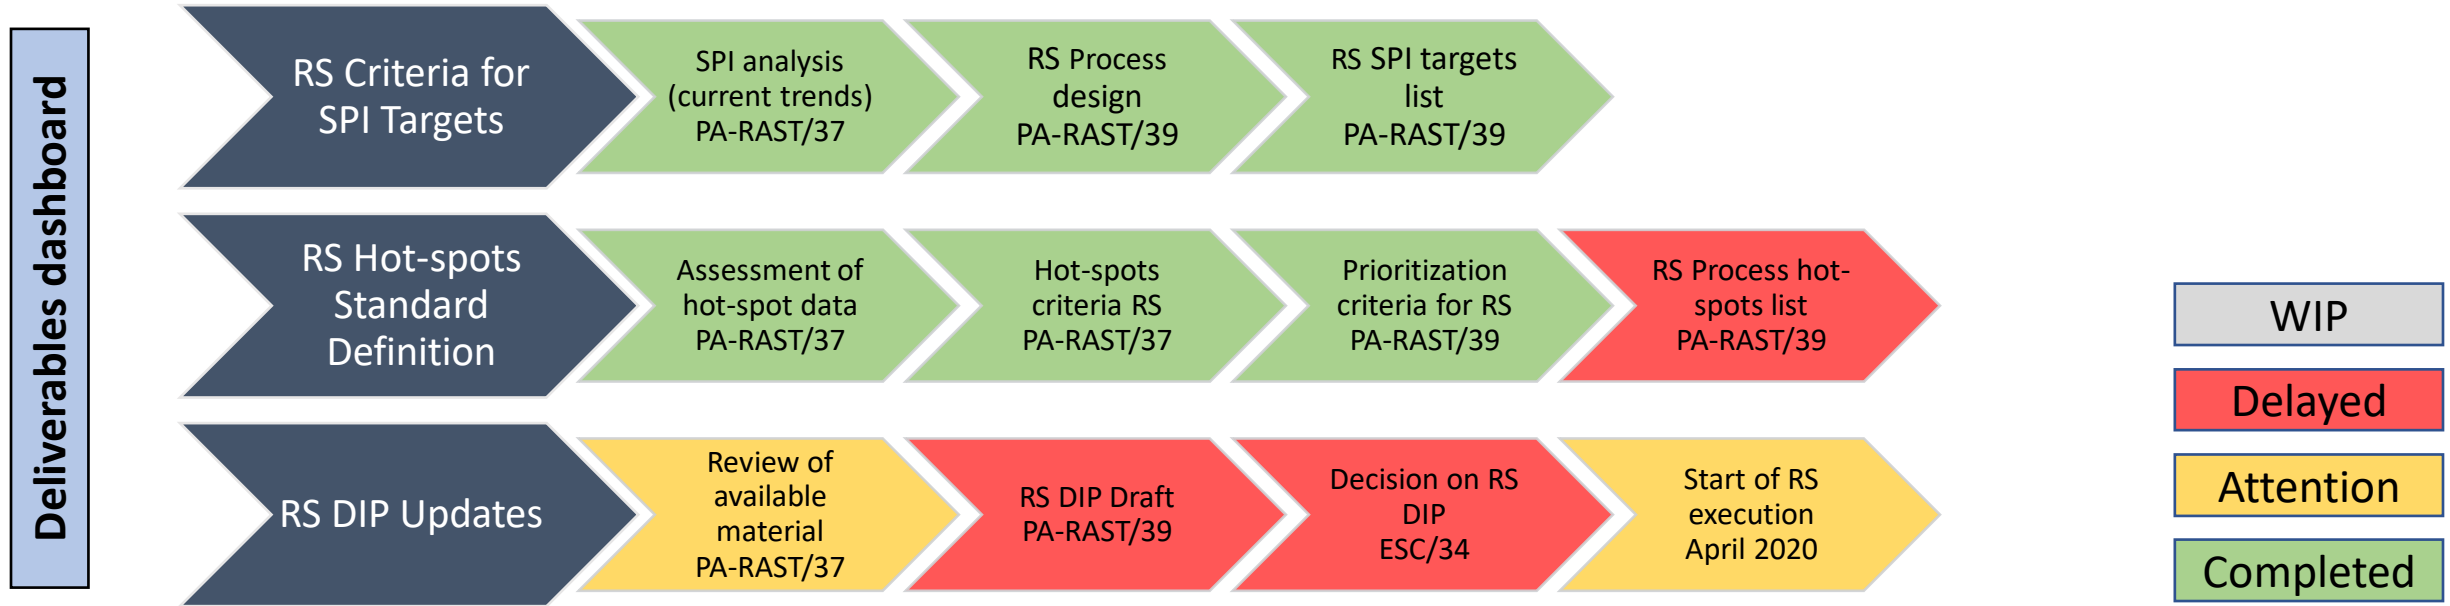 Deliverables dashboard
RS Criteria for
SPI Targets
SPI analysis
(current trends)
PA-RAST/37
RS Process
design
PA-RAST/39
RS SPI targets
list
PA-RAST/39
RS Hot-spots
Standard
Definition
Assessment of
hot-spot data
PA-RAST/37
Hot-spots
criteria RS
PA-RAST/37
Prioritization
criteria for RS
PA-RAST/39
RS Process hot-
spots list
PA-RAST/39
RS DIP Updates
Review of
available
material
PA-RAST/37
RS DIP Draft
PA-RAST/39
Decision on RS
DIP
ESC/34
Start of RS
execution
April 2020
WIP
Delayed
Attention
Completed